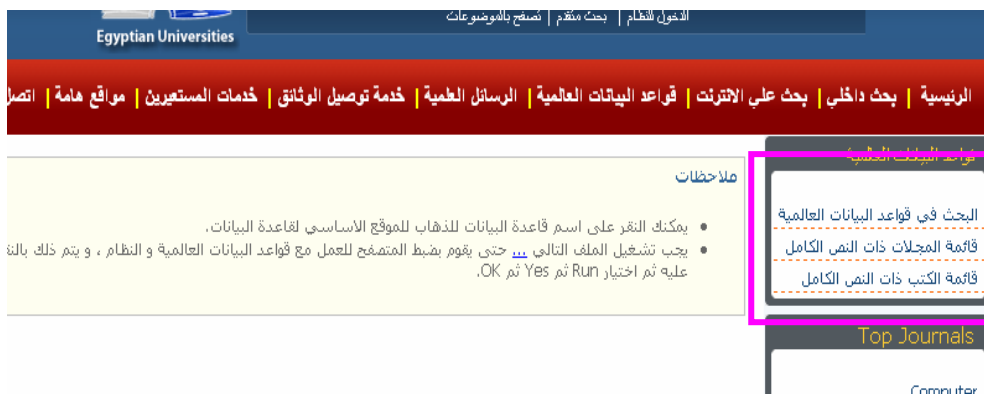 الدخول للنظام | بحث متقدم | تصفح بالموضوعات
Egyptian Universities
الرئيسية | بحث داخلي | بحث على الانترنت | قواعد البيانات العالمية | الرسائل العلمية | خدمة توصيل الوثائق | خدمات المستعيرين | مواقع هامة | اتصل
قواعد البيانات العالمية
البحث في قواعد البيانات العالمية
قائمة المجلات ذات النص الكامل
قائمة الكتب ذات النص الكامل
ملاحظات
يمكنك النقر على اسم قاعدة البيانات للذهاب للموقع الاساسي لقاعدة البيانات.
يجب تشغيل الملف التالي ... حتى يقوم بضبط المتصفح للعمل مع قواعد البيانات العالمية و النظام ، و يتم ذلك
عليه ثم اختيار Run ثم Yes ثم OK.
Top Journals
Computer